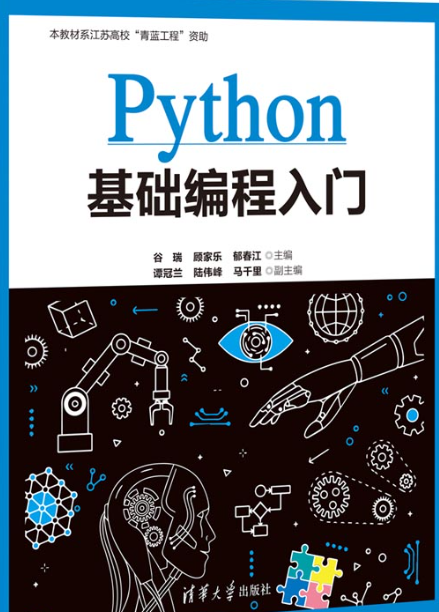 本教材系江苏高校“青蓝工程”资助
Python
基础编程入门
谷 瑞 顾家乐 郁春江 ◎主编
谭冠兰 陆伟峰 马千里 ◎副主编
清华大学出版社